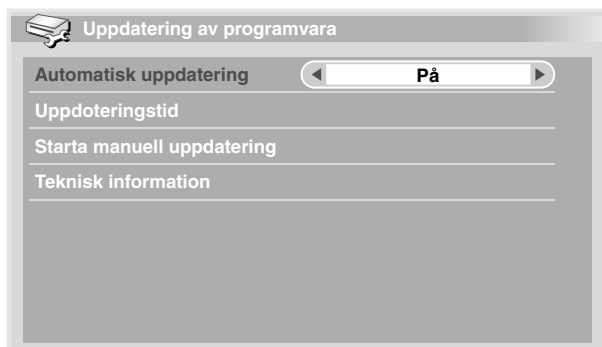 Uppdatering av programvara
Automatisk uppdatering På
Uppdoteringstid
Starta manuell uppdatering
Teknisk information